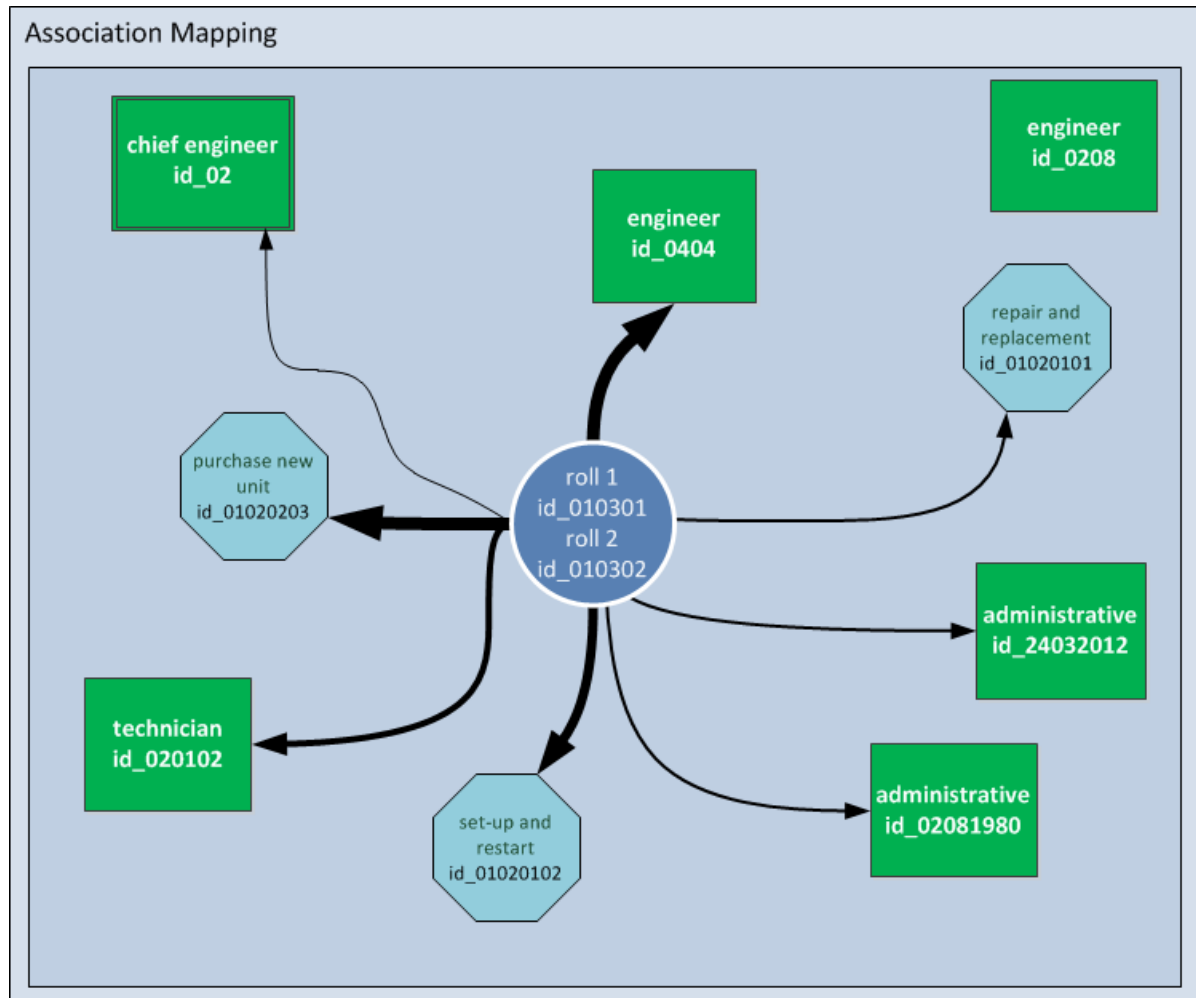 Association Mapping
chief engineer
id_02
engineer
id_0404
engineer
id_0208
repair and
replacement
id_01020101
purchase new
unit
id_01020203
roll 1
id_010301
roll 2
id_010302
administrative
id_24032012
technician
id_020102
set-up and
restart
id_01020102
administrative
id_02081980